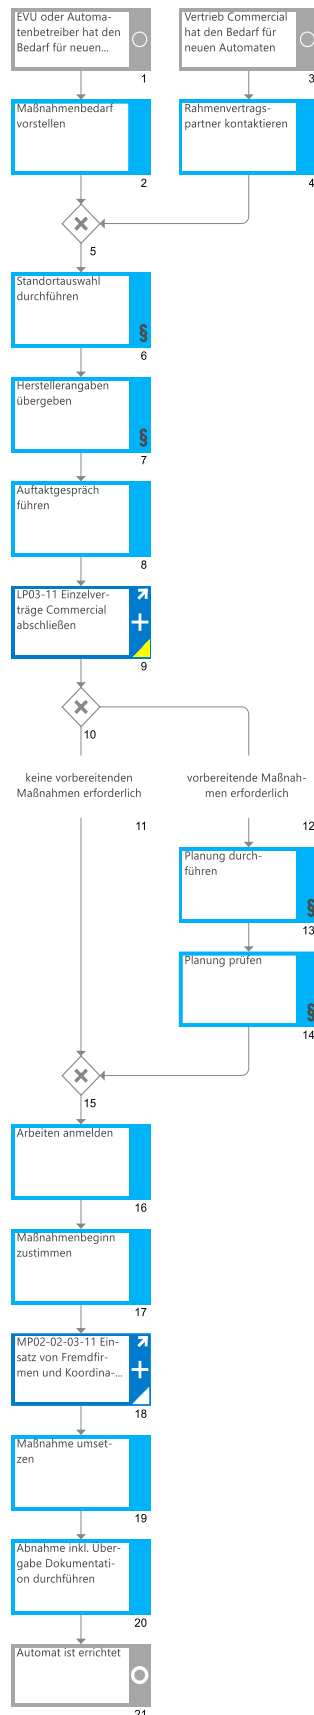 EVU oder Automa-
tenbetreiber hat den
Bedarf für neuen...
1
Vertrieb Commercial
hat den Bedarf für
neuen Automaten
3
Maßnahmenbedarf
vorstellen
2
Rahmenvertrags-
partner kontaktieren
4
5
Standortauswahl
durchführen
§
6
Herstellerangaben
übergeben
§
7
Auftaktgespräch
führen
8
LP03-11 Einzelver-
träge Commercial
abschließen
9
10
keine vorbereitenden
Maßnahmen erforderlich
11
vorbereitende Maßnah-
men erforderlich
12
Planung durch-
führen
§
13
Planung prüfen
§
14
15
Arbeiten anmelden
16
Maßnahmenbeginn
zustimmen
17
MP02-02-03-11 Ein-
satz von Fremdfir-
men und Koordina-...
18
Maßnahme umset-
zen
19
Abnahme inkl. Über-
gabe Dokumentati-
on durchführen
20
Automat ist errichtet
21